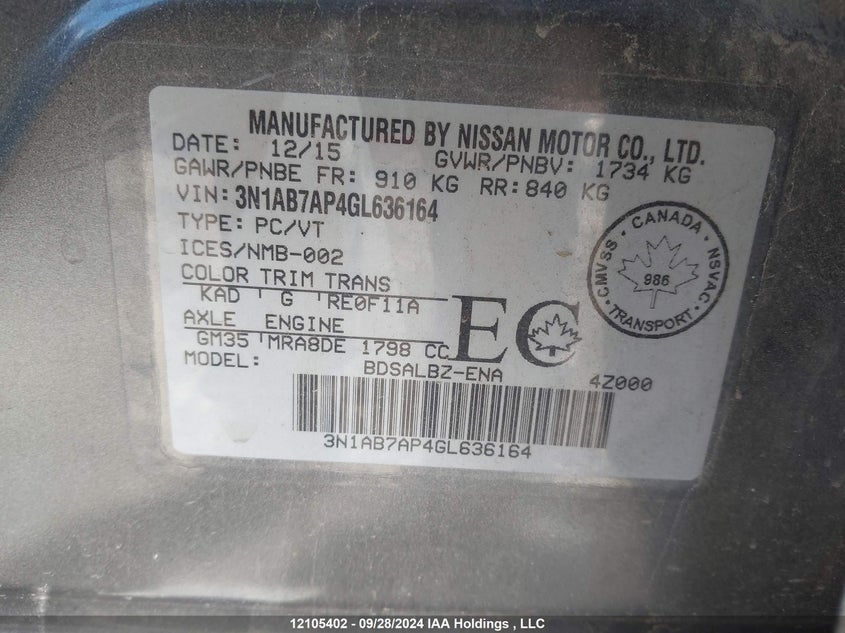 MANUFACTURED BY NISSAN MOTOR CO., LTD.
DATE: 12/15 GVWR/PNBV: 1734 KG
GAWR/PNBE FR: 910 KG RR: 840 KG
VIN: 3N1AB7AP4GL636164
TYPE: PC/VT
ICES/NMB-002
COLOR TRIM TRANS
KAD G RE0F11A
AXLE ENGINE
GM35 MRA8DE 1798 CC
EC
MODEL: BDSALBZ-ENA 4Z000
3N1AB7AP4GL636164
CANADA
CMVSS
NSVAC
986
TRANSPORT
12105402 - 09/28/2024 IAA Holdings , LLC